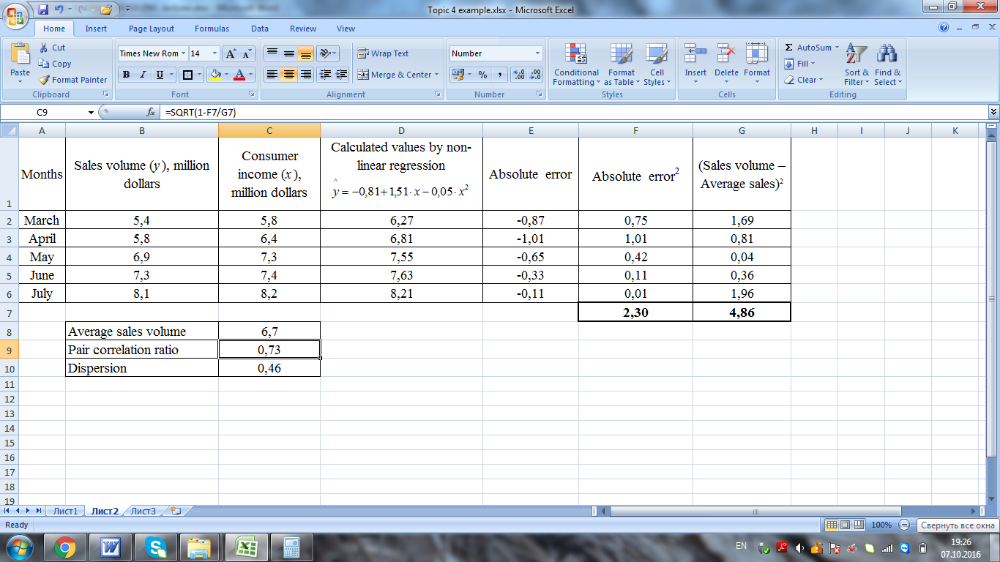 Topic 4 example.xlsx - Microsoft Excel
Home Insert Page Layout Formulas Data Review View
Paste
Cut
Copy
Format Painter
Clipboard
Times New Rom 14
B I U
Font
Wrap Text
Merge & Center
Alignment
Number
%
Number
Conditional Formatting
Format as Table
Cell Styles
Styles
Insert Delete Format
Cells
Σ AutoSum
Fill
Clear
Sort & Filter
Find & Select
Editing
C9 fx =SQRT(1-F7/G7)
A B C D E F G H I J K
1 Months Sales volume (y), million dollars Consumer income (x), million dollars Calculated values by non-linear regression ŷ = −0,81+1,51·x−0,05·x² Absolute error Absolute error² (Sales volume – Average sales)²
2 March 5,4 5,8 6,27 -0,87 0,75 1,69
3 April 5,8 6,4 6,81 -1,01 1,01 0,81
4 May 6,9 7,3 7,55 -0,65 0,42 0,04
5 June 7,3 7,4 7,63 -0,33 0,11 0,36
6 July 8,1 8,2 8,21 -0,11 0,01 1,96
7 2,30 4,86
8 Average sales volume 6,7
9 Pair correlation ratio 0,73
10 Dispersion 0,46
11
12
13
14
15
16
17
18
19
Лист1 Лист2 Лист3
Ready 100% Свернуть все окна
EN 19:26
07.10.2016